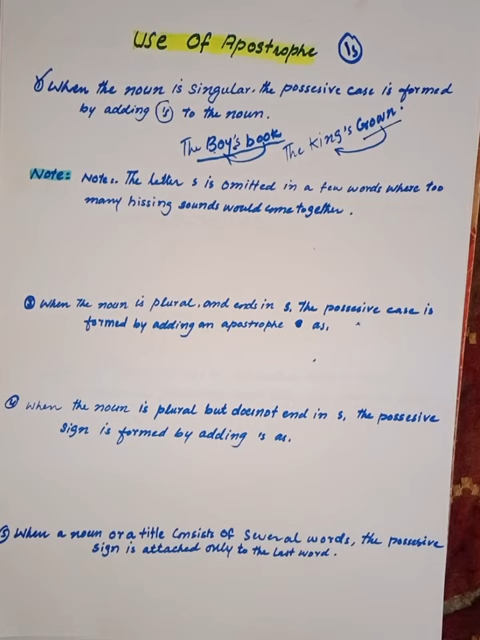 Use Of Apostrophe 's
When the noun is singular. the possesive case is formed
by adding 's to the noun.
The Boy's book The King's Crown.
Note: Note:. The letter s is omitted in a few words where too
many hissing sounds would come together.
③ When the noun is plural, and ends in s, the possesive case is
formed by adding an apostrophe as,
④ When the noun is plural but doesnot end in s, the possesive
sign is formed by adding 's as.
⑤ When a noun or a title consists of several words, the possesive
sign is attached only to the last word.